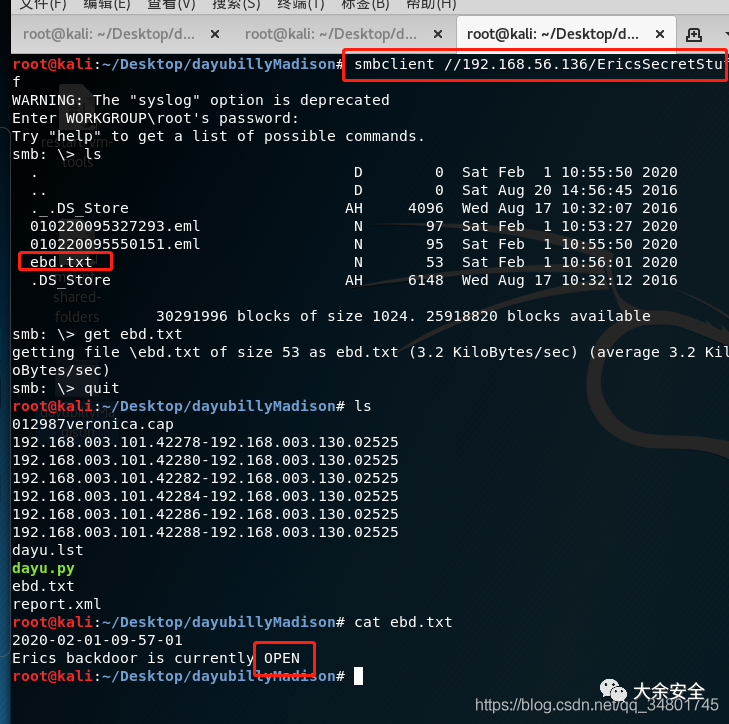 文件(F) 编辑(E) 查看(V) 搜索(S) 终端(T) 标签(B) 帮助(H)
root@kali: ~/Desktop/d... × root@kali: ~/Desktop/d... × root@kali: ~/Desktop/d... ×
root@kali:~/Desktop/dayubillyMadison# smbclient //192.168.56.136/EricsSecretStuf
f
WARNING: The "syslog" option is deprecated
Enter WORKGROUP\root's password:
Try "help" to get a list of possible commands.
smb: \> ls
. D 0 Sat Feb 1 10:55:50 2020
.. D 0 Sat Aug 20 14:56:45 2016
._.DS_Store AH 4096 Wed Aug 17 10:32:07 2016
010220095327293.eml N 97 Sat Feb 1 10:53:27 2020
010220095550151.eml N 95 Sat Feb 1 10:55:50 2020
ebd.txt N 53 Sat Feb 1 10:56:01 2020
.DS_Store AH 6148 Wed Aug 17 10:32:12 2016
30291996 blocks of size 1024. 25918820 blocks available
smb: \> get ebd.txt
getting file \ebd.txt of size 53 as ebd.txt (3.2 KiloBytes/sec) (average 3.2 Kil
oBytes/sec)
smb: \> quit
root@kali:~/Desktop/dayubillyMadison# ls
012987veronica.cap
192.168.003.101.42278-192.168.003.130.02525
192.168.003.101.42280-192.168.003.130.02525
192.168.003.101.42282-192.168.003.130.02525
192.168.003.101.42284-192.168.003.130.02525
192.168.003.101.42286-192.168.003.130.02525
192.168.003.101.42288-192.168.003.130.02525
dayu.lst
dayu.py
ebd.txt
report.xml
root@kali:~/Desktop/dayubillyMadison# cat ebd.txt
2020-02-01-09-57-01
Erics backdoor is currently OPEN
root@kali:~/Desktop/dayubillyMadison#
大余安全
https://blog.csdn.net/qq_34801745